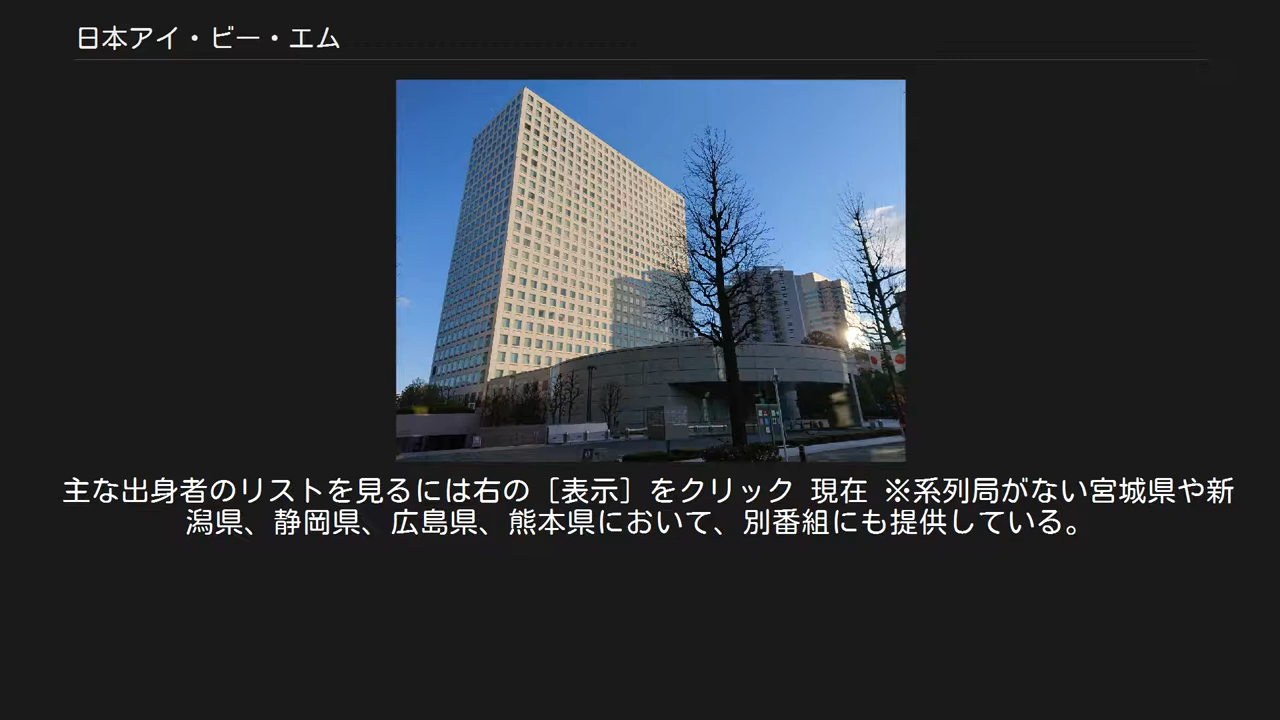 日本アイ・ビー・エム
主な出身者のリストを見るには右の［表示］をクリック 現在 ※系列局がない宮城県や新
潟県、静岡県、広島県、熊本県において、別番組にも提供している。